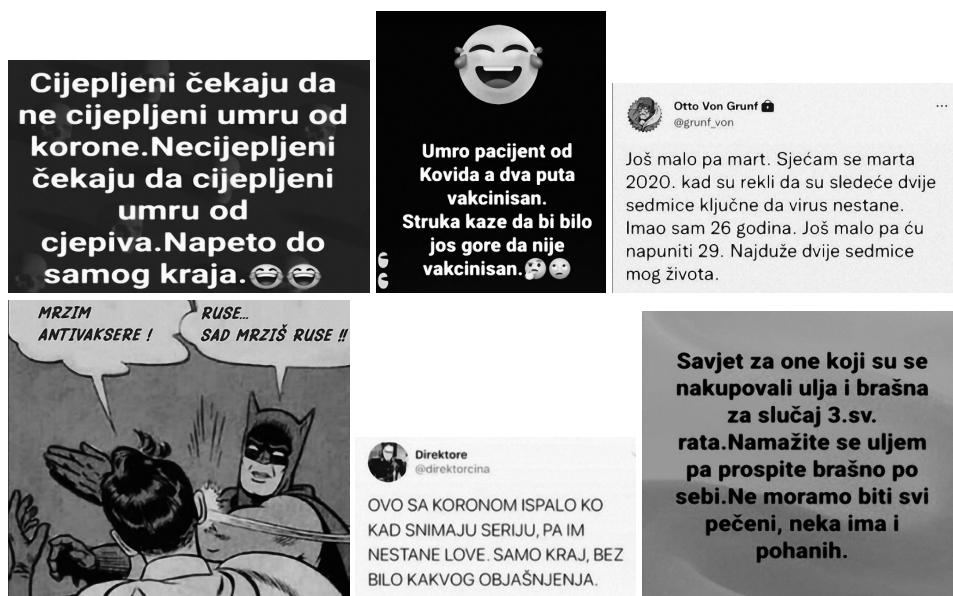 Cijepljeni čekaju da
ne cijepljeni umru od
korone.Necijepljeni
čekaju da cijepljeni
umru od
cjepiva.Napeto do
samog kraja.😂😂
Umro pacijent od
Kovida a dva puta
vakcinisan.
Struka kaze da bi bilo
jos gore da nije
vakcinisan.🤔🙄
Otto Von Grunf 🔒
@grunf_von
Još malo pa mart. Sjećam se marta
2020. kad su rekli da su sledeće dvije
sedmice ključne da virus nestane.
Imao sam 26 godina. Još malo pa ću
napuniti 29. Najduže dvije sedmice
mog života.
MRZIM
ANTIVAKSERE !
RUSE...
SAD MRZIŠ RUSE !!
Direktore
@direktorcina
OVO SA KORONOM ISPALO KO
KAD SNIMAJU SERIJU, PA IM
NESTANE LOVE. SAMO KRAJ, BEZ
BILO KAKVOG OBJAŠNJENJA.
Savjet za one koji su se
nakupovali ulja i brašna
za slučaj 3.sv.
rata.Namažite se uljem
pa prospite brašno po
sebi.Ne moramo biti svi
pečeni, neka ima i
pohanih.